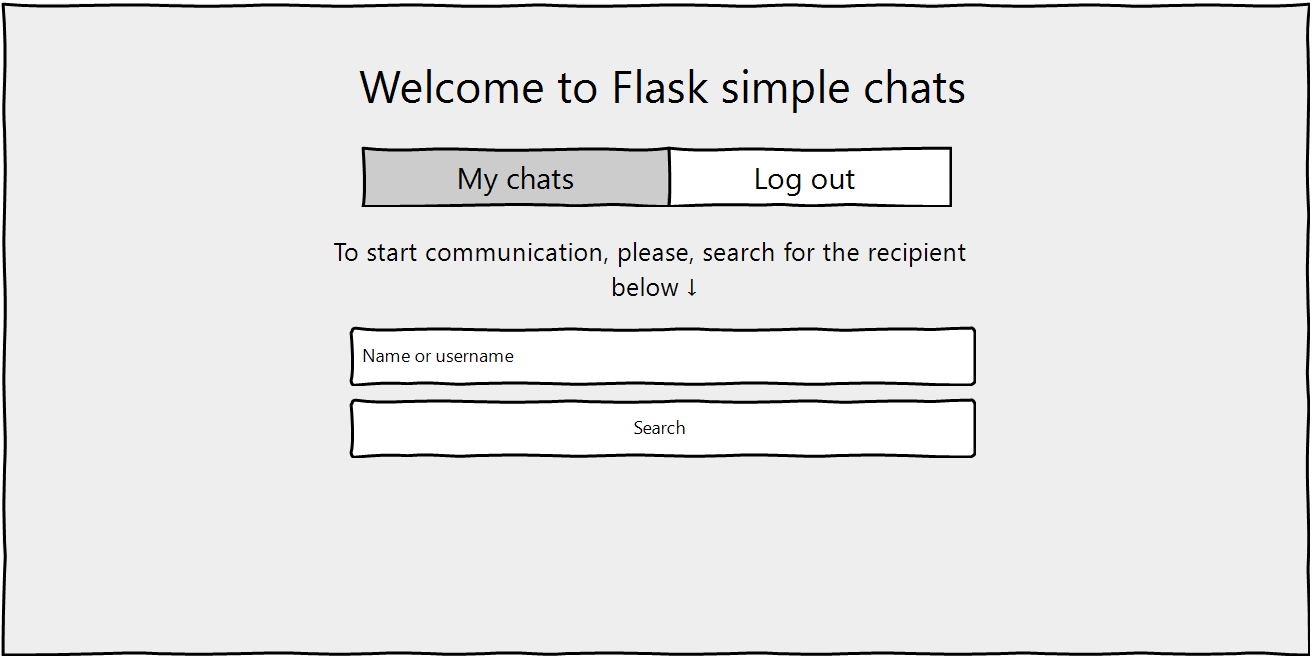 Welcome to Flask simple chats
My chats
Log out
To start communication, please, search for the recipient
below ↓
Name or username
Search